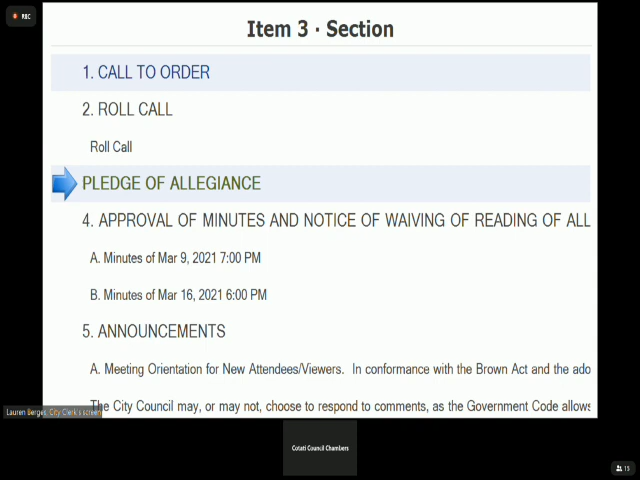 REC
Item 3 · Section
1. CALL TO ORDER
2. ROLL CALL
Roll Call
PLEDGE OF ALLEGIANCE
4. APPROVAL OF MINUTES AND NOTICE OF WAIVING OF READING OF ALL
A. Minutes of Mar 9, 2021 7:00 PM
B. Minutes of Mar 16, 2021 6:00 PM
5. ANNOUNCEMENTS
A. Meeting Orientation for New Attendees/Viewers. In conformance with the Brown Act and the ado
The City Council may, or may not, choose to respond to comments, as the Government Code allows
Lauren Berges, City Clerk's screen
Cotati Council Chambers
15